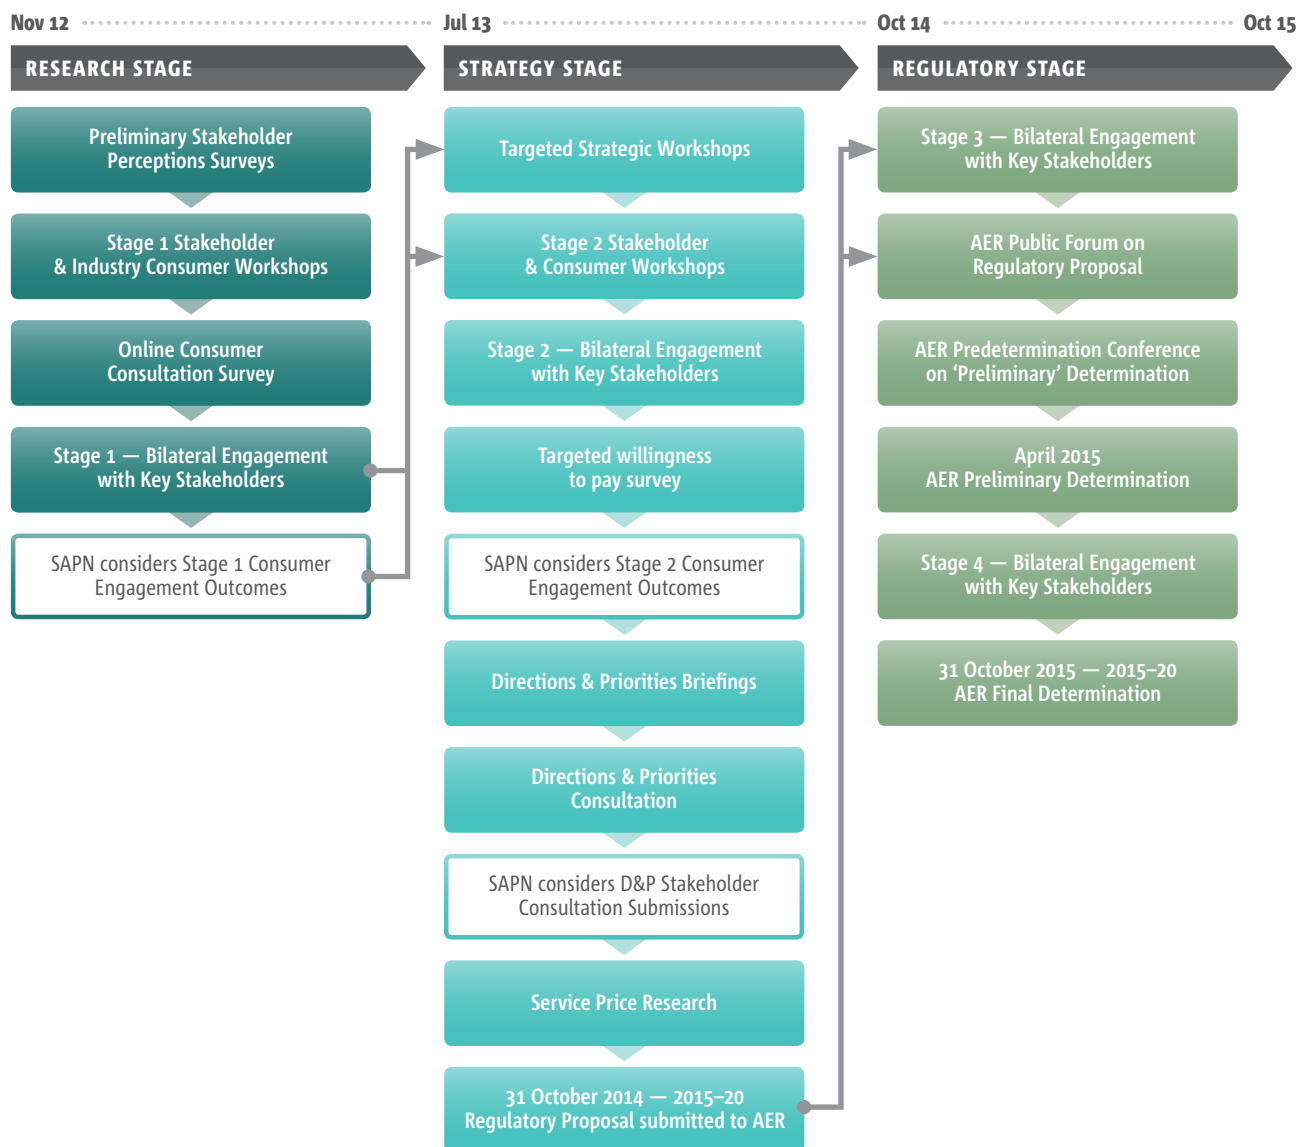 Nov 12
Jul 13
Oct 14
Oct 15
RESEARCH STAGE
STRATEGY STAGE
REGULATORY STAGE
Preliminary Stakeholder
Perceptions Surveys
Stage 1 Stakeholder
& Industry Consumer Workshops
Online Consumer
Consultation Survey
Stage 1 — Bilateral Engagement
with Key Stakeholders
SAPN considers Stage 1 Consumer
Engagement Outcomes
Targeted Strategic Workshops
Stage 2 Stakeholder
& Consumer Workshops
Stage 2 — Bilateral Engagement
with Key Stakeholders
Targeted willingness
to pay survey
SAPN considers Stage 2 Consumer
Engagement Outcomes
Directions & Priorities Briefings
Directions & Priorities
Consultation
SAPN considers D&P Stakeholder
Consultation Submissions
Service Price Research
31 October 2014 — 2015–20
Regulatory Proposal submitted to AER
Stage 3 — Bilateral Engagement
with Key Stakeholders
AER Public Forum on
Regulatory Proposal
AER Predetermination Conference
on ‘Preliminary’ Determination
April 2015
AER Preliminary Determination
Stage 4 — Bilateral Engagement
with Key Stakeholders
31 October 2015 — 2015–20
AER Final Determination